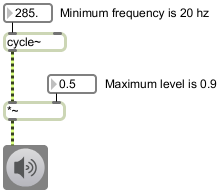 285. Minimum frequency is 20 hz
cycle~
0.5 Maximum level is 0.9
*~